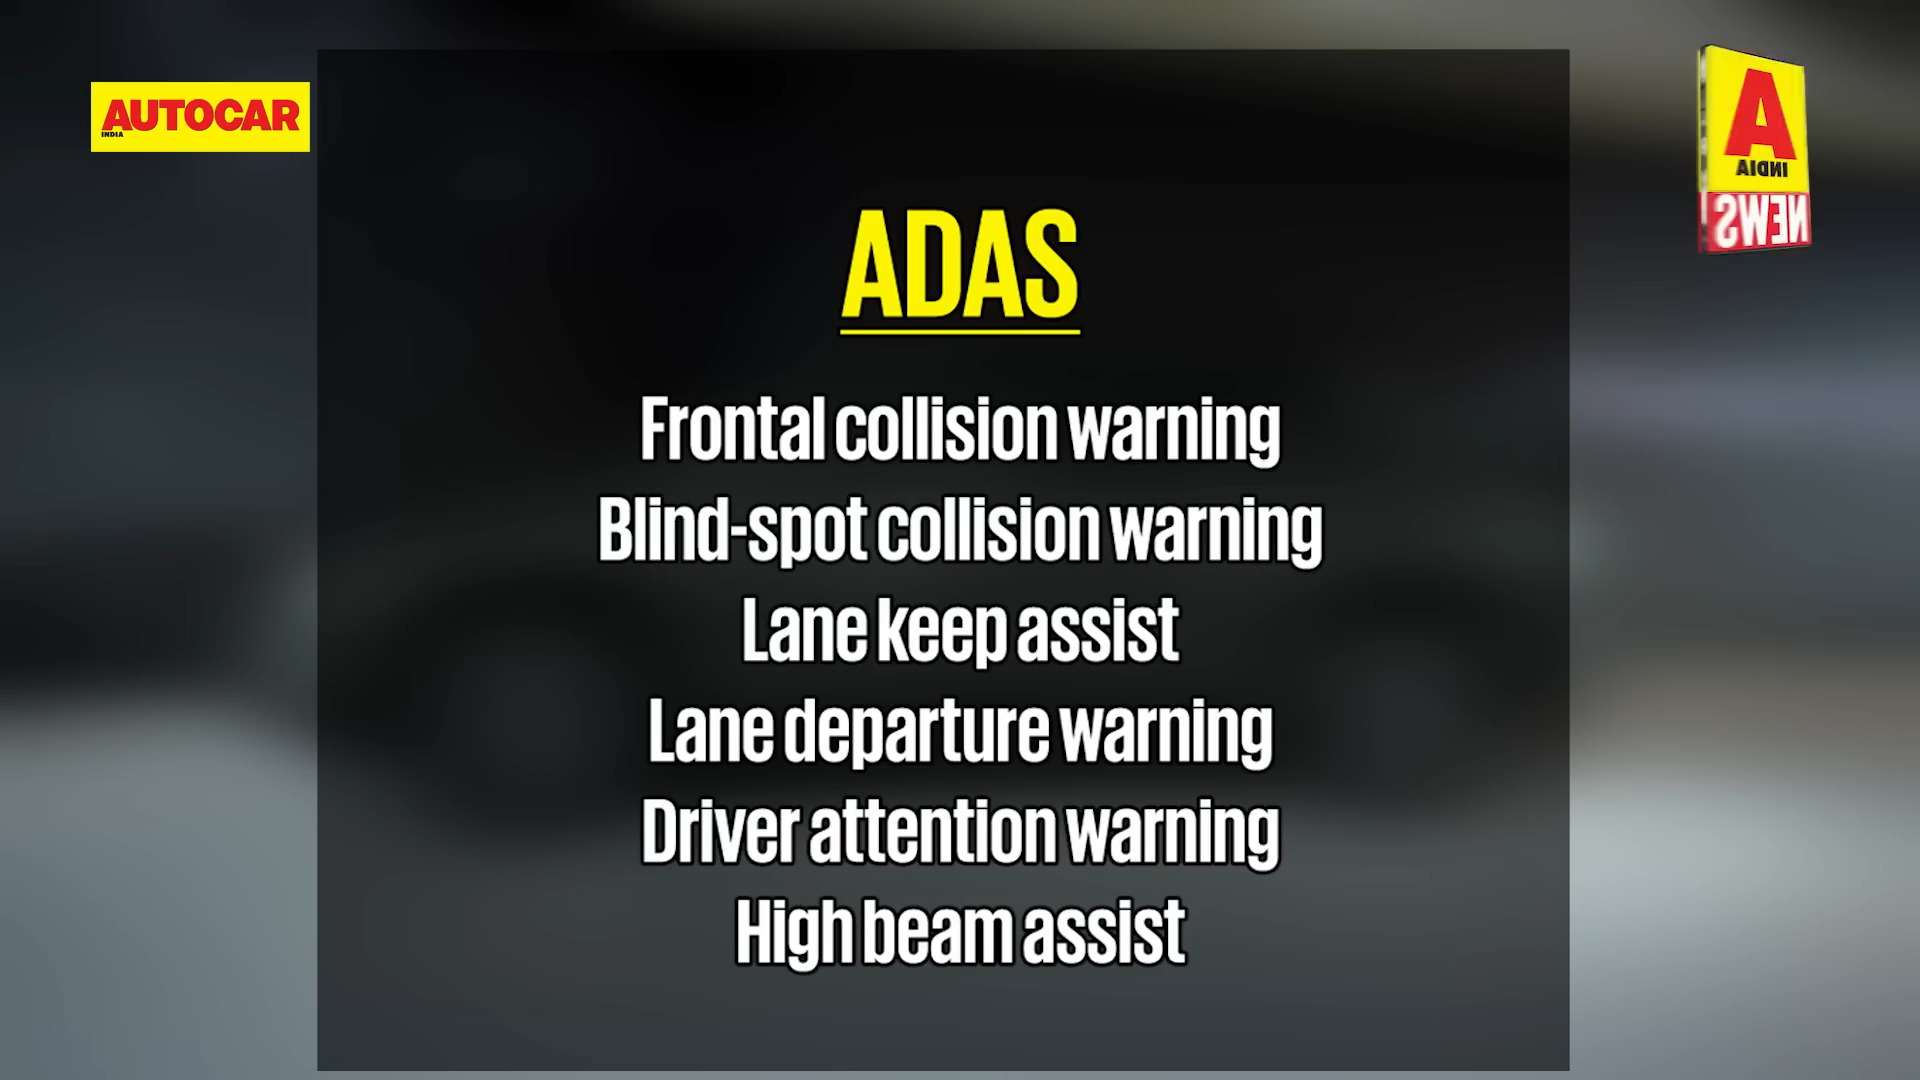 AUTOCAR
INDIA
A
INDIA
NEWS
ADAS
Frontal collision warning
Blind-spot collision warning
Lane keep assist
Lane departure warning
Driver attention warning
High beam assist